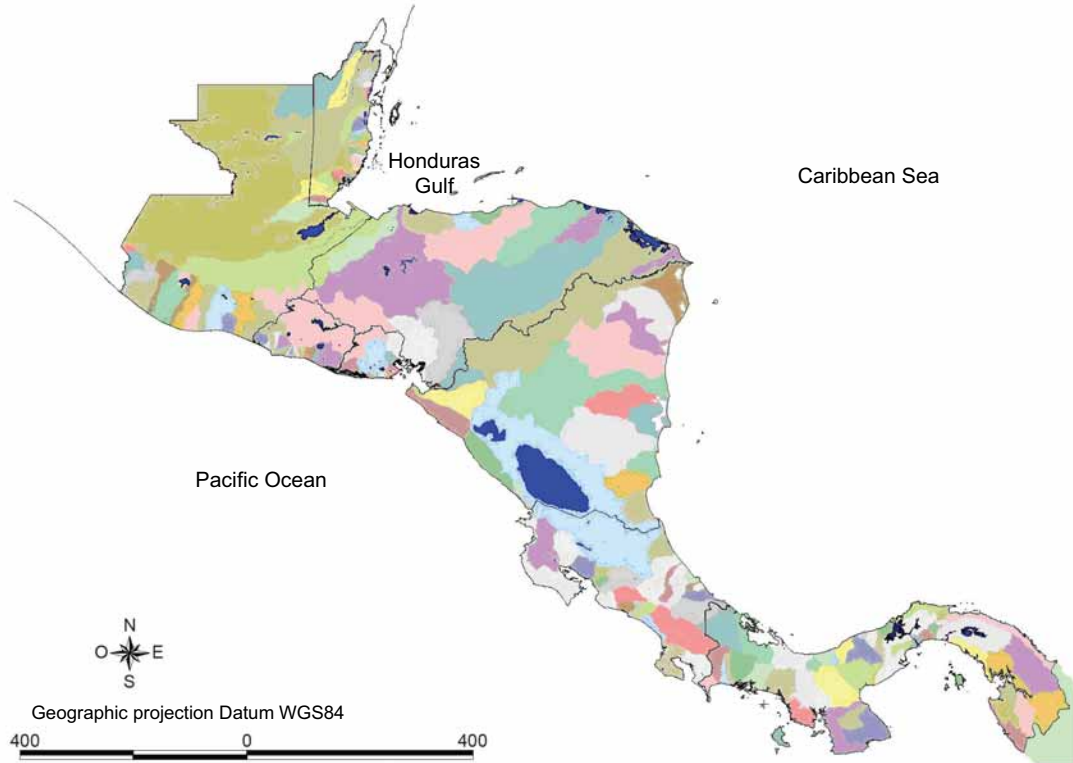 Honduras
Gulf
Caribbean Sea
Pacific Ocean
N
O E
S
Geographic projection Datum WGS84
400 0 400